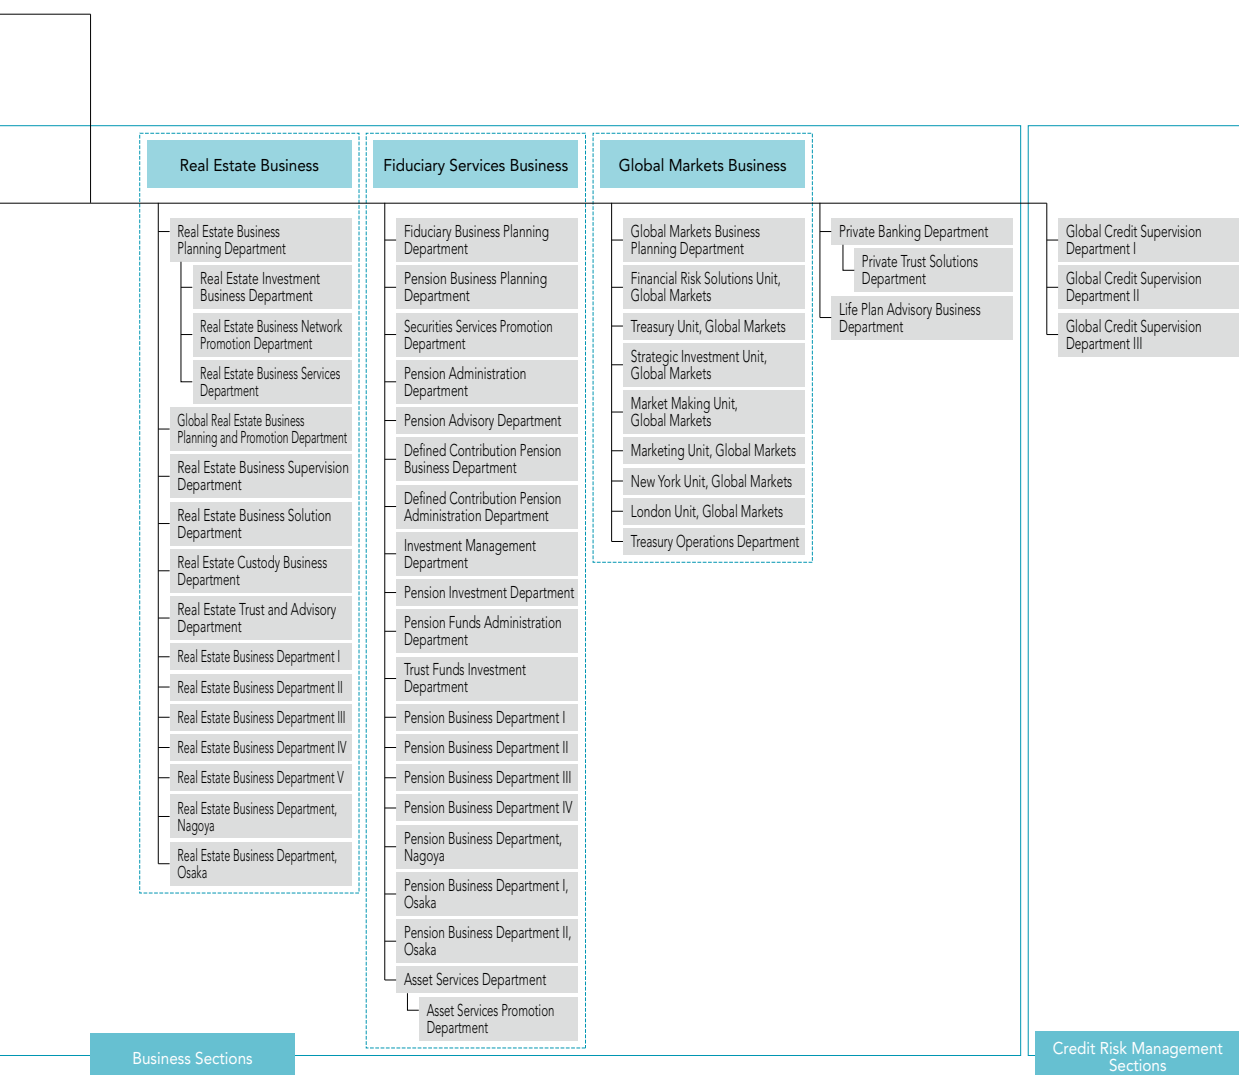 Real Estate Business
Real Estate Business
Planning Department
Real Estate Investment
Business Department
Real Estate Business Network
Promotion Department
Real Estate Business Services
Department
Global Real Estate Business
Planning and Promotion Department
Real Estate Business Supervision
Department
Real Estate Business Solution
Department
Real Estate Custody Business
Department
Real Estate Trust and Advisory
Department
Real Estate Business Department I
Real Estate Business Department II
Real Estate Business Department III
Real Estate Business Department IV
Real Estate Business Department V
Real Estate Business Department,
Nagoya
Real Estate Business Department,
Osaka
Fiduciary Services Business
Fiduciary Business Planning
Department
Pension Business Planning
Department
Securities Services Promotion
Department
Pension Administration
Department
Pension Advisory Department
Defined Contribution Pension
Business Department
Defined Contribution Pension
Administration Department
Investment Management
Department
Pension Investment Department
Pension Funds Administration
Department
Trust Funds Investment
Department
Pension Business Department I
Pension Business Department II
Pension Business Department III
Pension Business Department IV
Pension Business Department,
Nagoya
Pension Business Department I,
Osaka
Pension Business Department II,
Osaka
Asset Services Department
Asset Services Promotion
Department
Global Markets Business
Global Markets Business
Planning Department
Financial Risk Solutions Unit,
Global Markets
Treasury Unit, Global Markets
Strategic Investment Unit,
Global Markets
Market Making Unit,
Global Markets
Marketing Unit, Global Markets
New York Unit, Global Markets
London Unit, Global Markets
Treasury Operations Department
Private Banking Department
Private Trust Solutions
Department
Life Plan Advisory Business
Department
Global Credit Supervision
Department I
Global Credit Supervision
Department II
Global Credit Supervision
Department III
Business Sections
Credit Risk Management
Sections